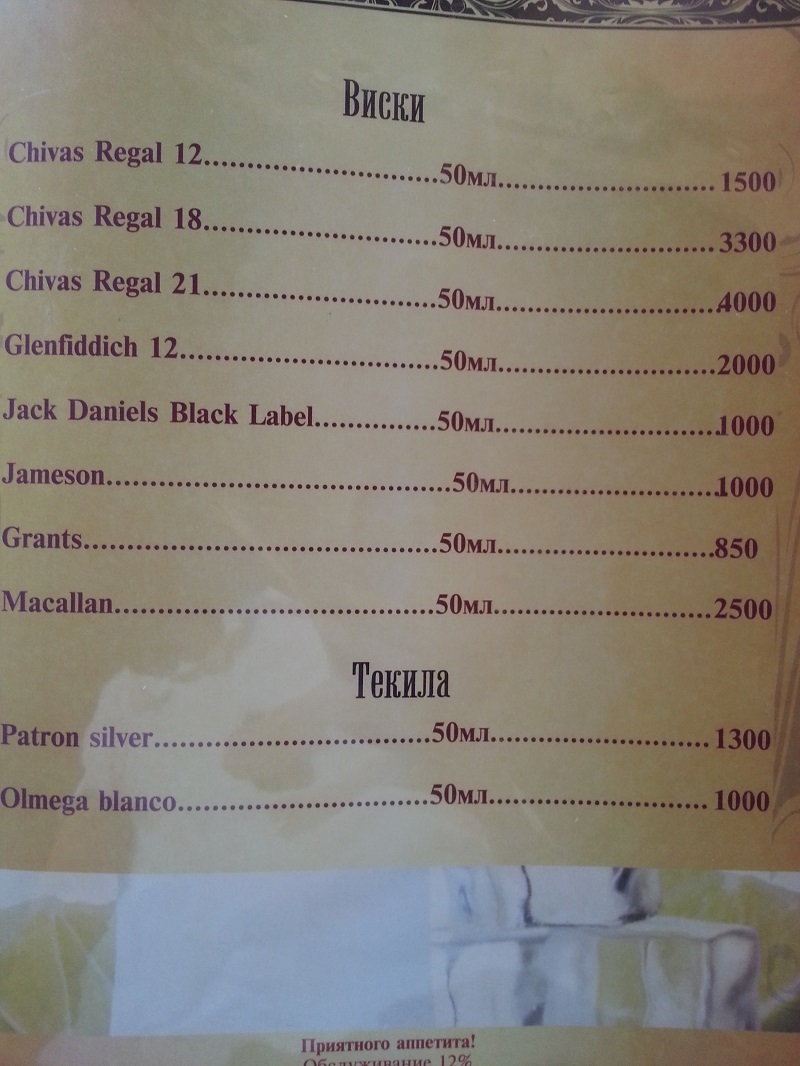 Виски
Chivas Regal 12........................50мл........................1500
Chivas Regal 18........................50мл........................3300
Chivas Regal 21........................50мл........................4000
Glenfiddich 12........................50мл........................2000
Jack Daniels Black Label........................50мл........................1000
Jameson........................50мл........................1000
Grants........................50мл........................850
Macallan........................50мл........................2500
Текила
Patron silver........................50мл........................1300
Olmega blanco........................50мл........................1000
Приятного аппетита!
Обслуживание 12%